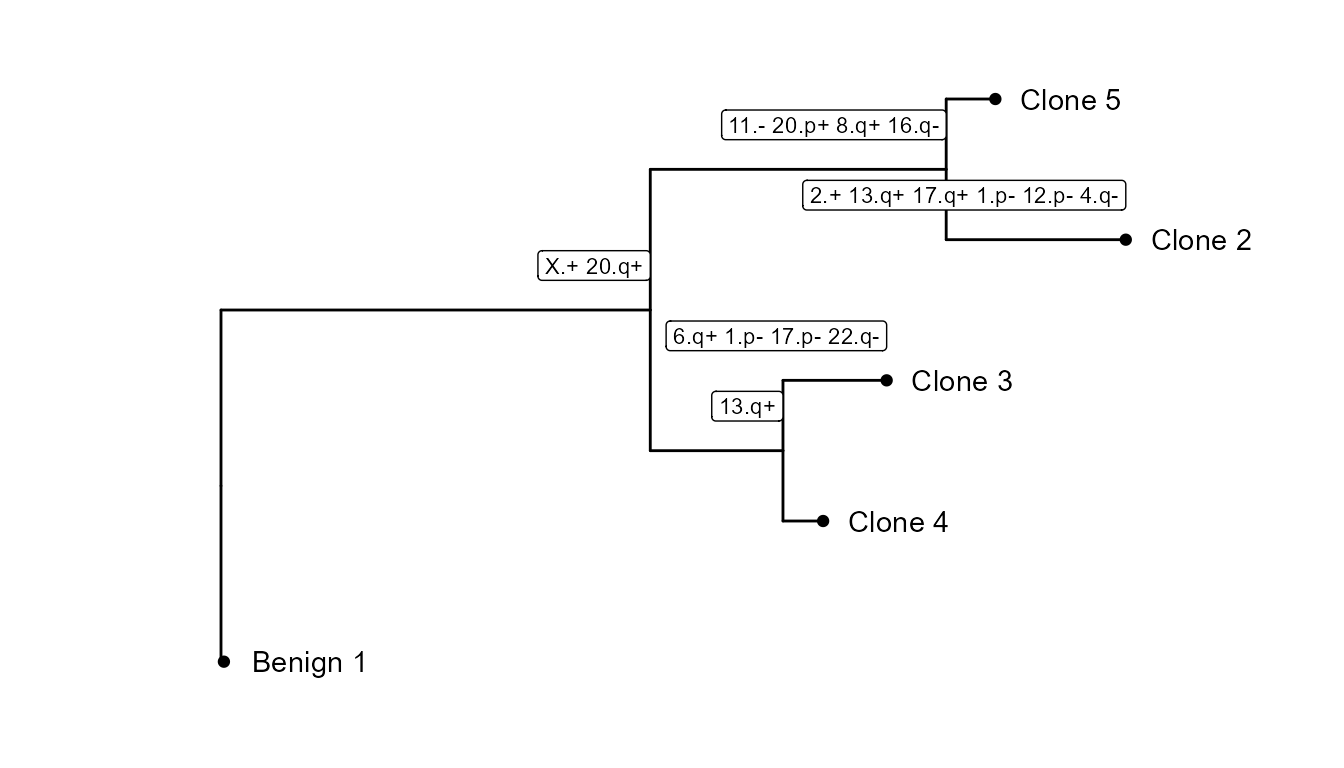 Clone 5
11.- 20.p+ 8.q+ 16.q-
2.+ 13.q+ 17.q+ 1.p- 12.p- 4.q-
Clone 2
X.+ 20.q+
6.q+ 1.p- 17.p- 22.q-
Clone 3
13.q+
Clone 4
Benign 1